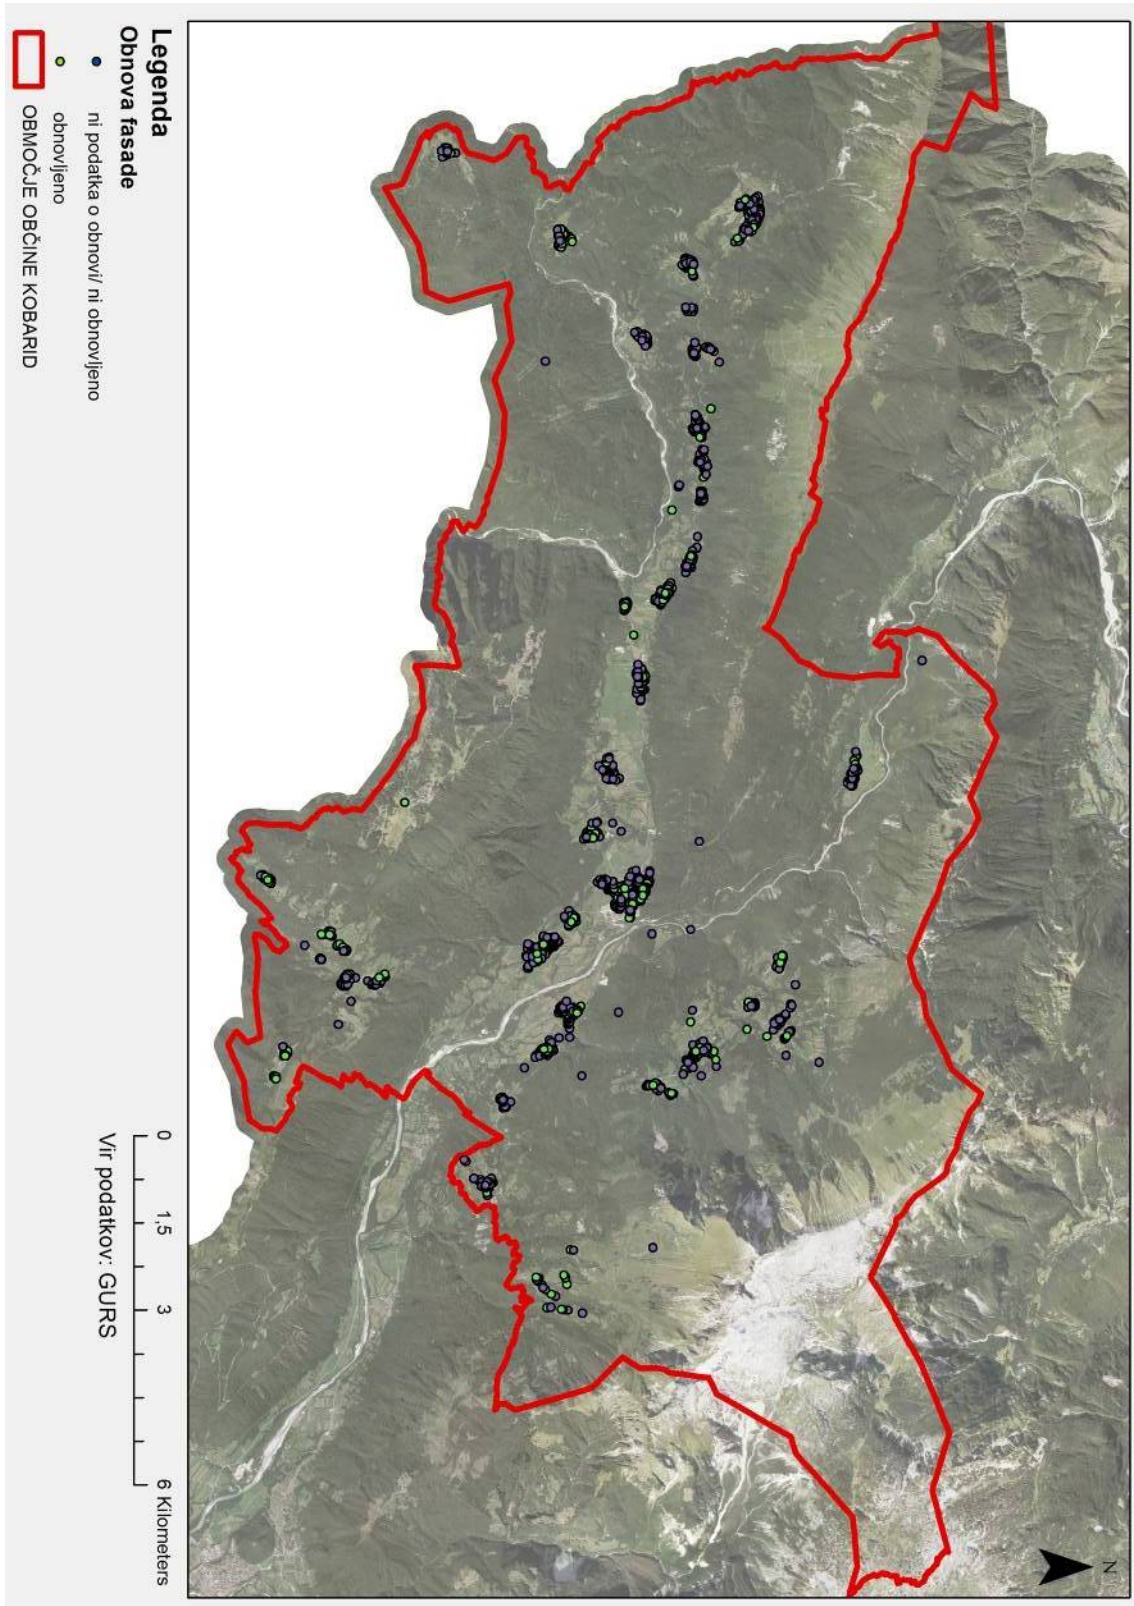 Legenda
Obnova fasade
ni podatka o obnovi/ ni obnovljeno
obnovljeno
OBMOČJE OBČINE KOBARID
0 1,5 3 6 Kilometers
Vir podatkov: GURS
N